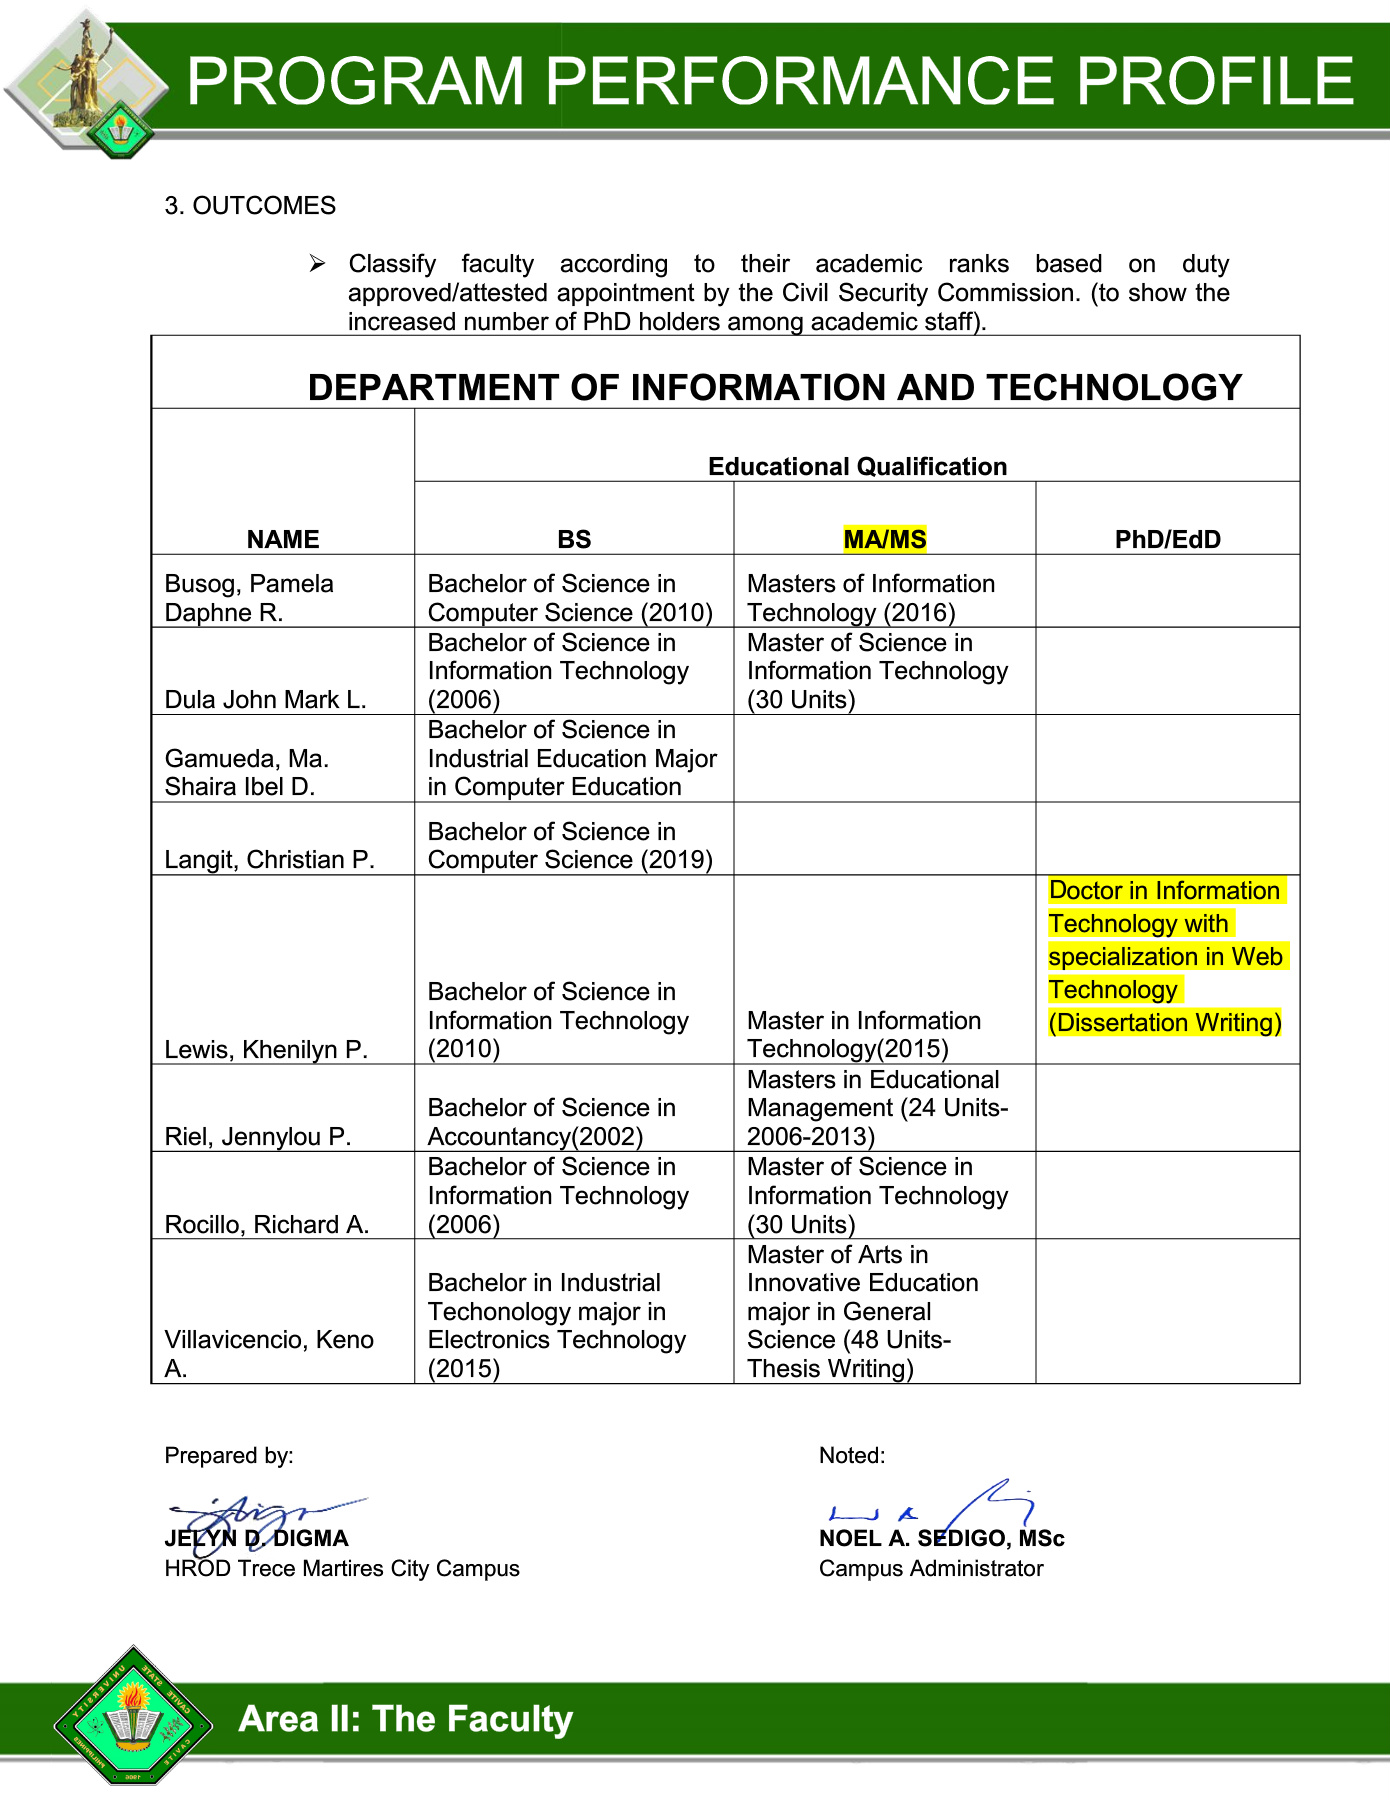 PROGRAM PERFORMANCE PROFILE
3. OUTCOMES
➢ Classify faculty according to their academic ranks based on duty
approved/attested appointment by the Civil Security Commission. (to show the
increased number of PhD holders among academic staff).
DEPARTMENT OF INFORMATION AND TECHNOLOGY
Educational Qualification
NAME BS MA/MS PhD/EdD
Busog, Pamela
Daphne R.
Bachelor of Science in
Computer Science (2010)
Masters of Information
Technology (2016)
Dula John Mark L.
Bachelor of Science in
Information Technology
(2006)
Master of Science in
Information Technology
(30 Units)
Gamueda, Ma.
Shaira Ibel D.
Bachelor of Science in
Industrial Education Major
in Computer Education
Langit, Christian P.
Bachelor of Science in
Computer Science (2019)
Lewis, Khenilyn P.
Bachelor of Science in
Information Technology
(2010)
Master in Information
Technology(2015)
Doctor in Information
Technology with
specialization in Web
Technology
(Dissertation Writing)
Riel, Jennylou P.
Bachelor of Science in
Accountancy(2002)
Masters in Educational
Management (24 Units-
2006-2013)
Rocillo, Richard A.
Bachelor of Science in
Information Technology
(2006)
Master of Science in
Information Technology
(30 Units)
Villavicencio, Keno
A.
Bachelor in Industrial
Techonology major in
Electronics Technology
(2015)
Master of Arts in
Innovative Education
major in General
Science (48 Units-
Thesis Writing)
Prepared by:
JELYN D. DIGMA
HROD Trece Martires City Campus
Noted:
NOEL A. SEDIGO, MSc
Campus Administrator
CAVITE STATE UNIVERSITY
CAVITE
1906
PHILIPPINES
Area II: The Faculty